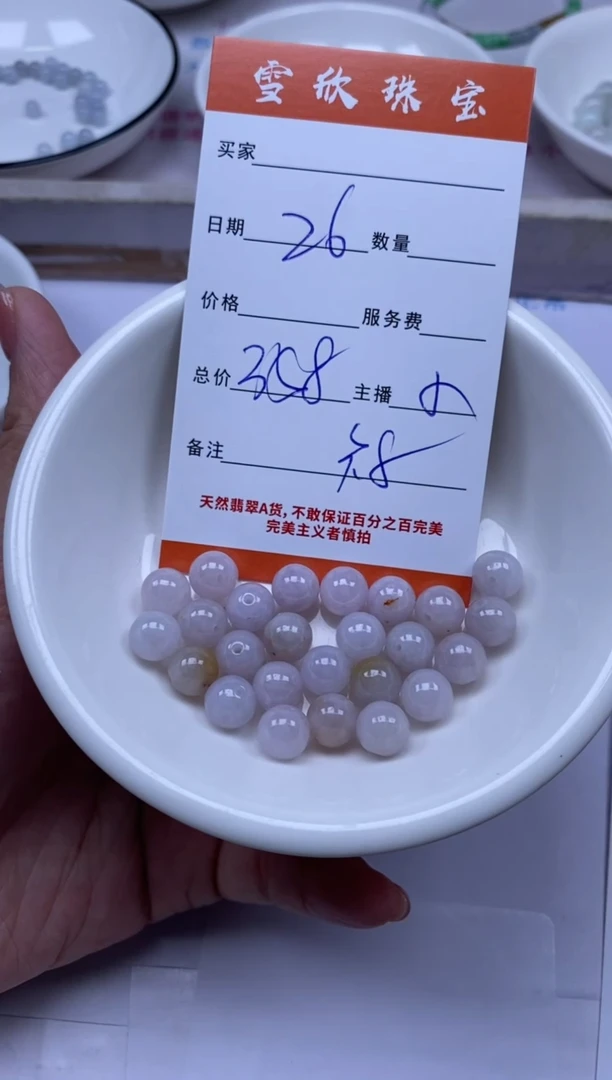 雪欣珠宝
买家
日期 26 数量
价格 服务费
总价 主播
备注
天然翡翠A货，不敢保证百分之百完美
完美主义者慎拍